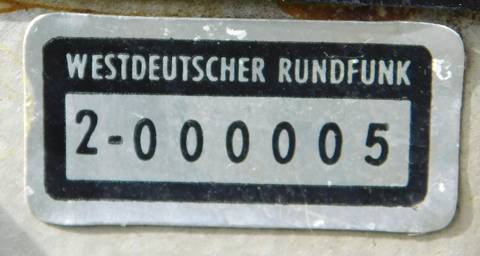 WESTDEUTSCHER RUNDFUNK
2-000005